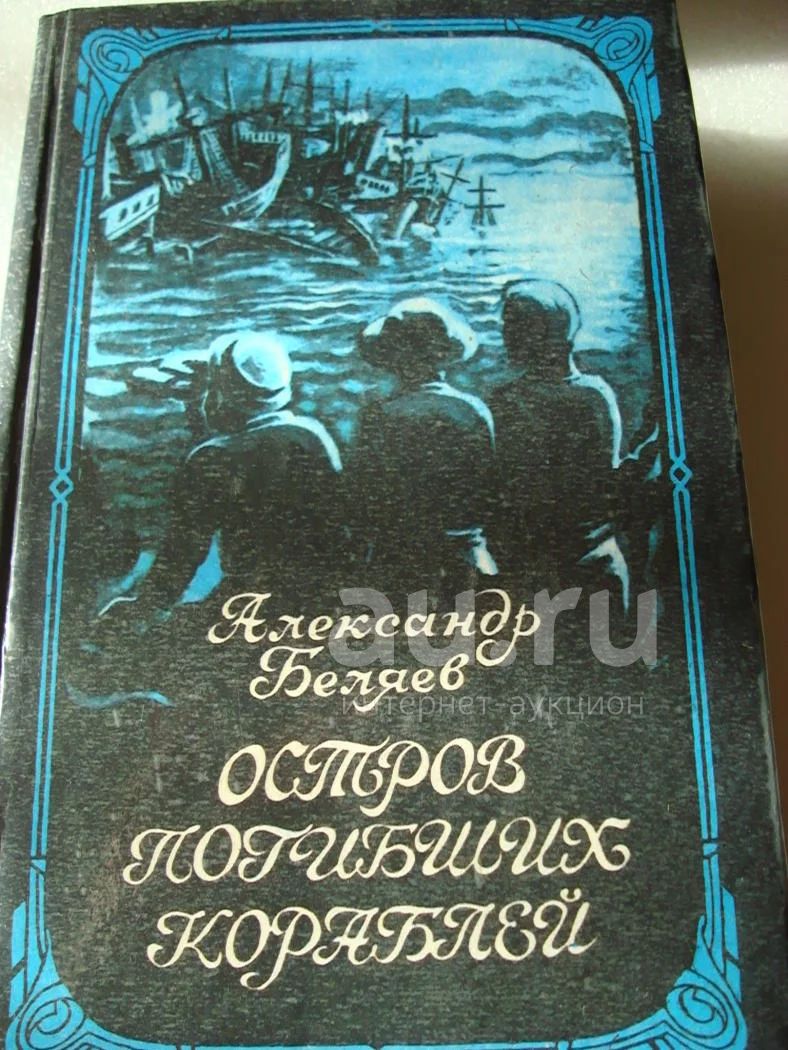 Александр
Беляев
au.ru
интернет-аукцион
ОСТРОВ
ПОГИБШИХ
КОРАБЛЕЙ